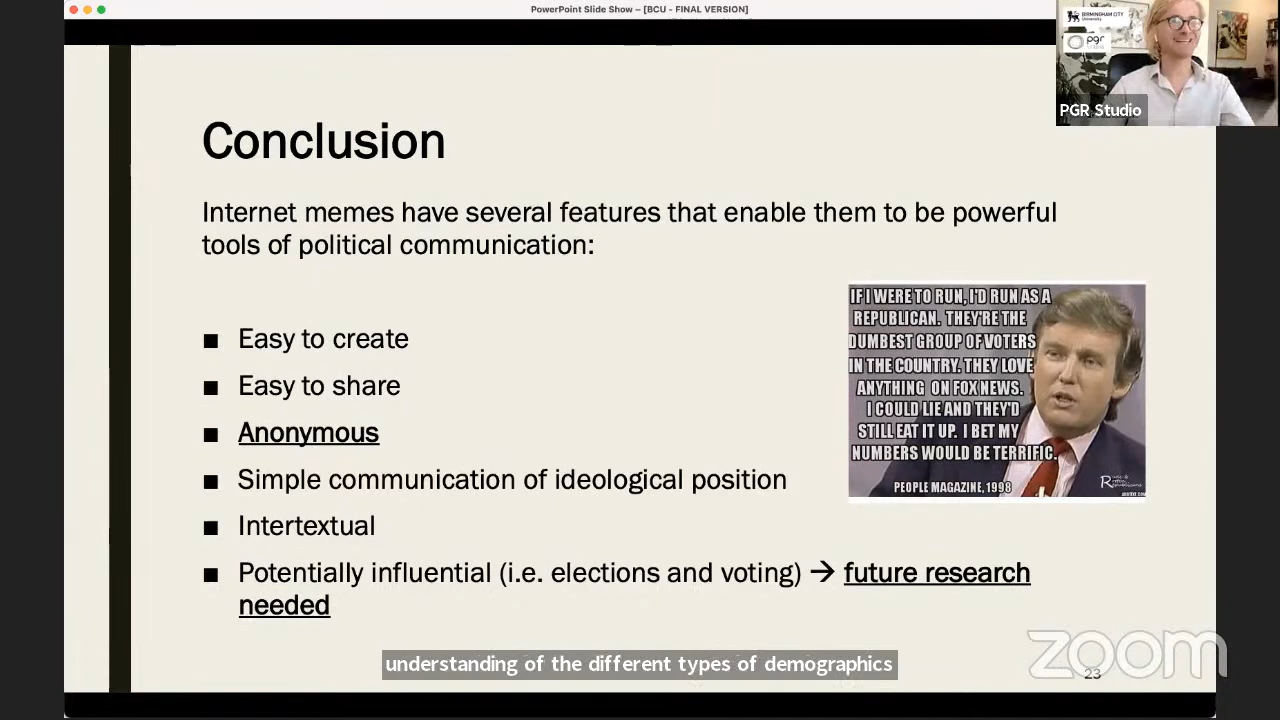 PowerPoint Slide Show – [BCU - FINAL VERSION]
BIRMINGHAM CITY
University
pgr
PGR Studio
Conclusion
Internet memes have several features that enable them to be powerful
tools of political communication:
■ Easy to create
■ Easy to share
■ Anonymous
■ Simple communication of ideological position
■ Intertextual
■ Potentially influential (i.e. elections and voting) → future research
needed
IF I WERE TO RUN, I'D RUN AS A
REPUBLICAN. THEY'RE THE
DUMBEST GROUP OF VOTERS
IN THE COUNTRY. THEY LOVE
ANYTHING ON FOX NEWS.
I COULD LIE AND THEY'D
STILL EAT IT UP. I BET MY
NUMBERS WOULD BE TERRIFIC.
PEOPLE MAGAZINE, 1998
understanding of the different types of demographics
zoom
23